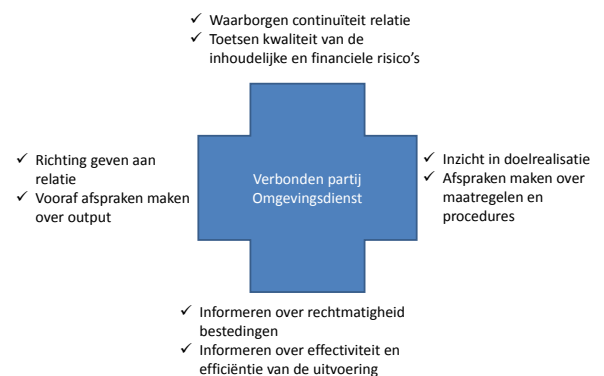 ✓ Waarborgen continuïteit relatie
✓ Toetsen kwaliteit van de
inhoudelijke en financiele risico's
✓ Richting geven aan
relatie
✓ Vooraf afspraken maken
over output
Verbonden partij
Omgevingsdienst
✓ Inzicht in doelrealisatie
✓ Afspraken maken over
maatregelen en
procedures
✓ Informeren over rechtmatigheid
bestedingen
✓ Informeren over effectiviteit en
efficiëntie van de uitvoering